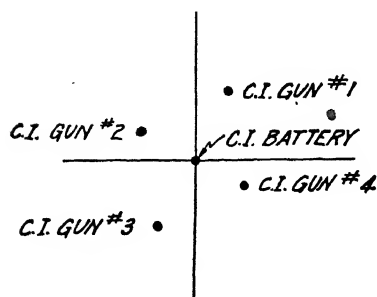 C.I. GUN #1
C.I. GUN #2
C.I. BATTERY
C.I. GUN #4
C.I. GUN #3